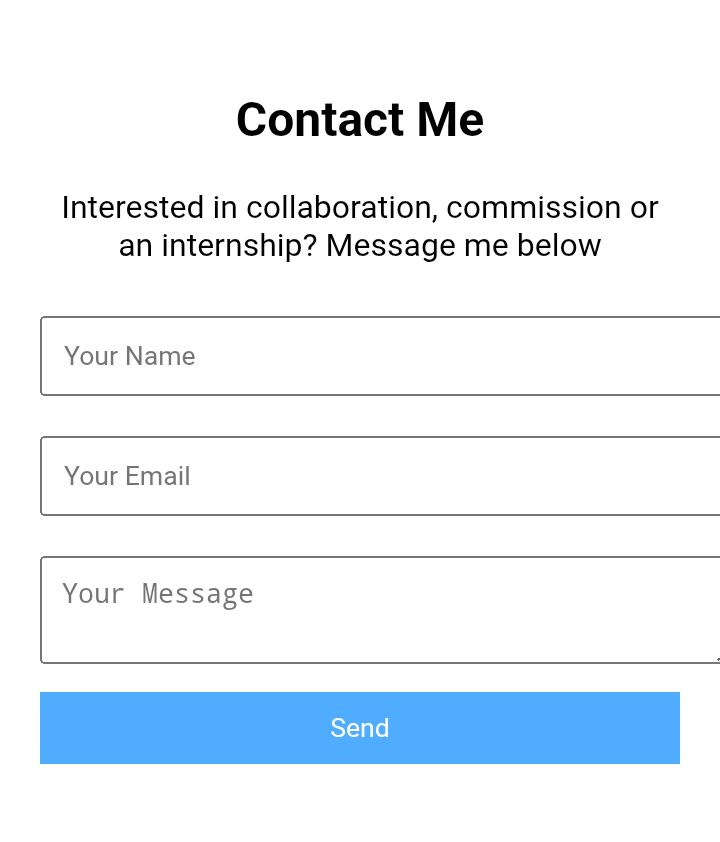 Contact Me
Interested in collaboration, commission or
an internship? Message me below
Your Name
Your Email
Your Message
Send